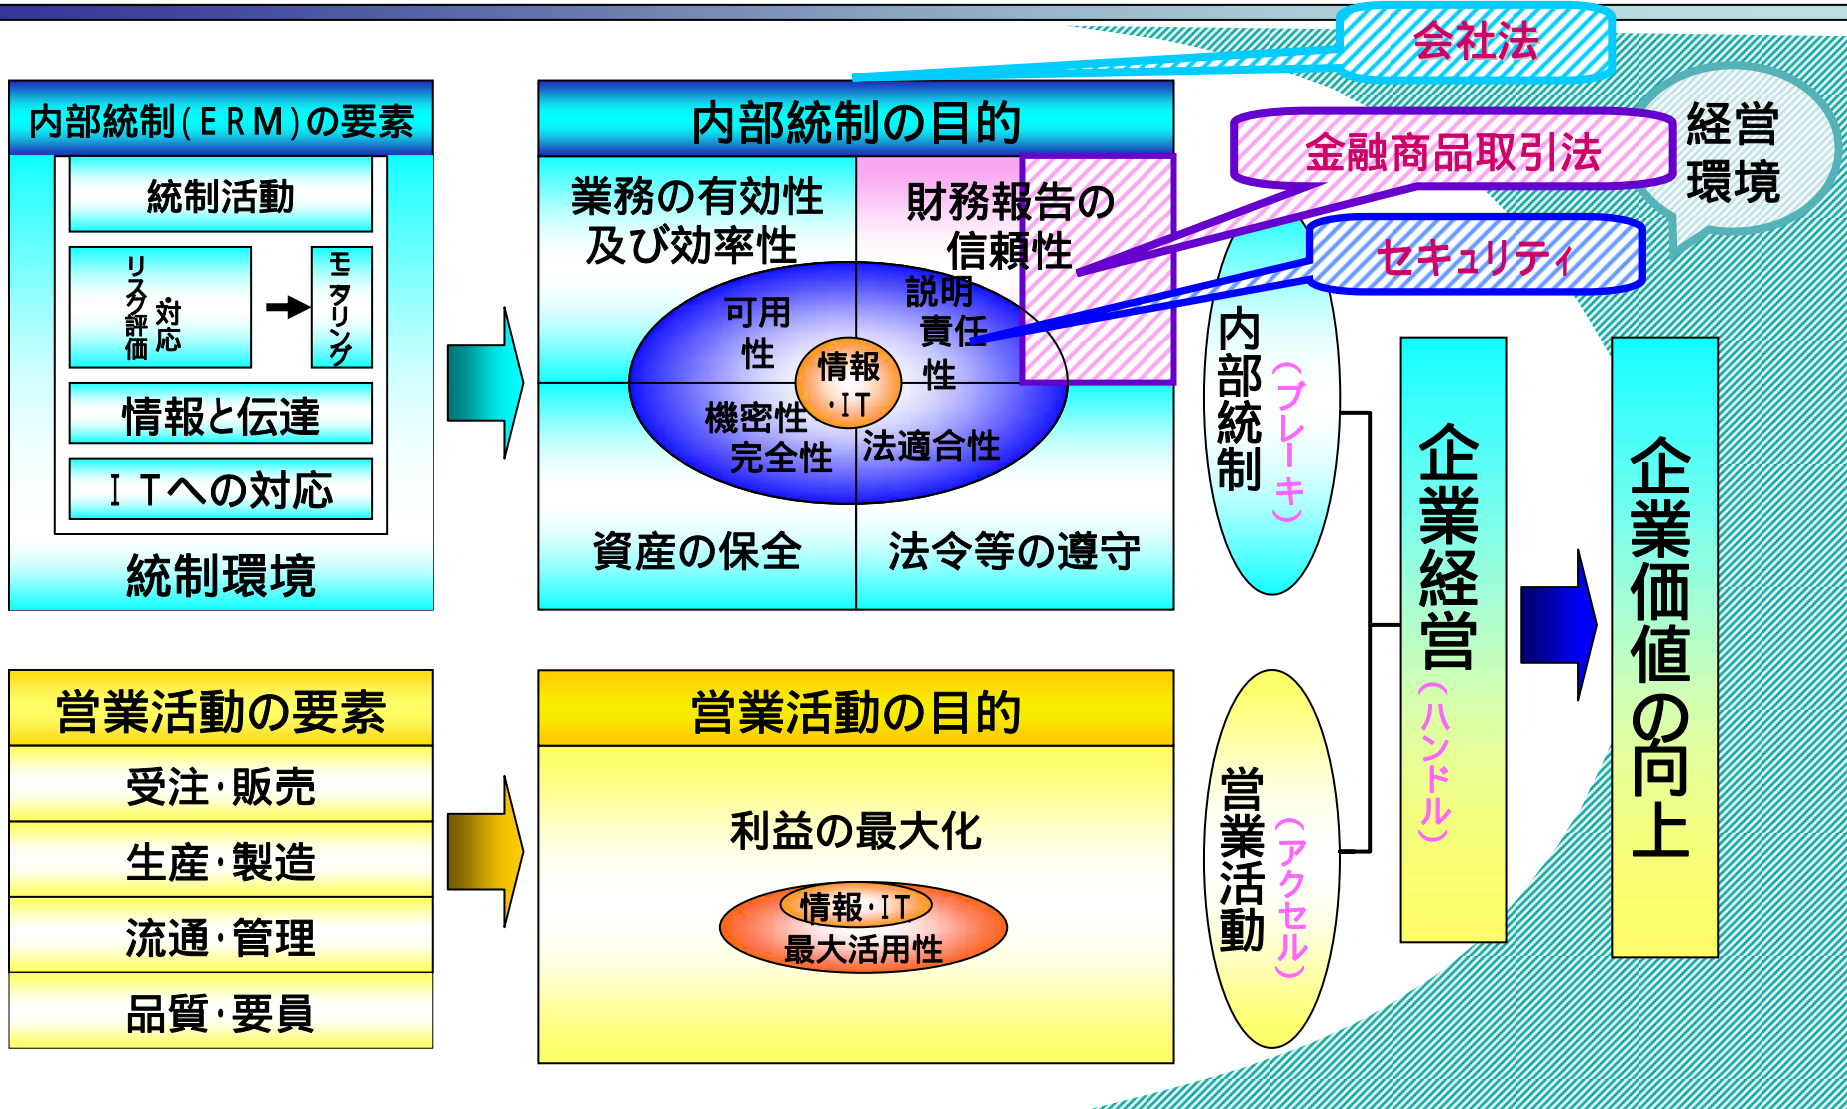 会社法
金融商品取引法
セキュリティ
経営
環境
内部統制(ERM)の要素
統制活動
リスク評価
・対応
モニタリング
情報と伝達
ITへの対応
統制環境
内部統制の目的
業務の有効性
及び効率性
財務報告の
信頼性
可用
性
説明
責任
性
情報
・IT
機密性・
完全性
法適合性
資産の保全
法令等の遵守
内部統制
(ブレーキ)
営業活動の要素
受注・販売
生産・製造
流通・管理
品質・要員
営業活動の目的
利益の最大化
情報・IT
最大活用性
営業活動
(アクセル)
企業経営
(ハンドル)
企業価値の向上